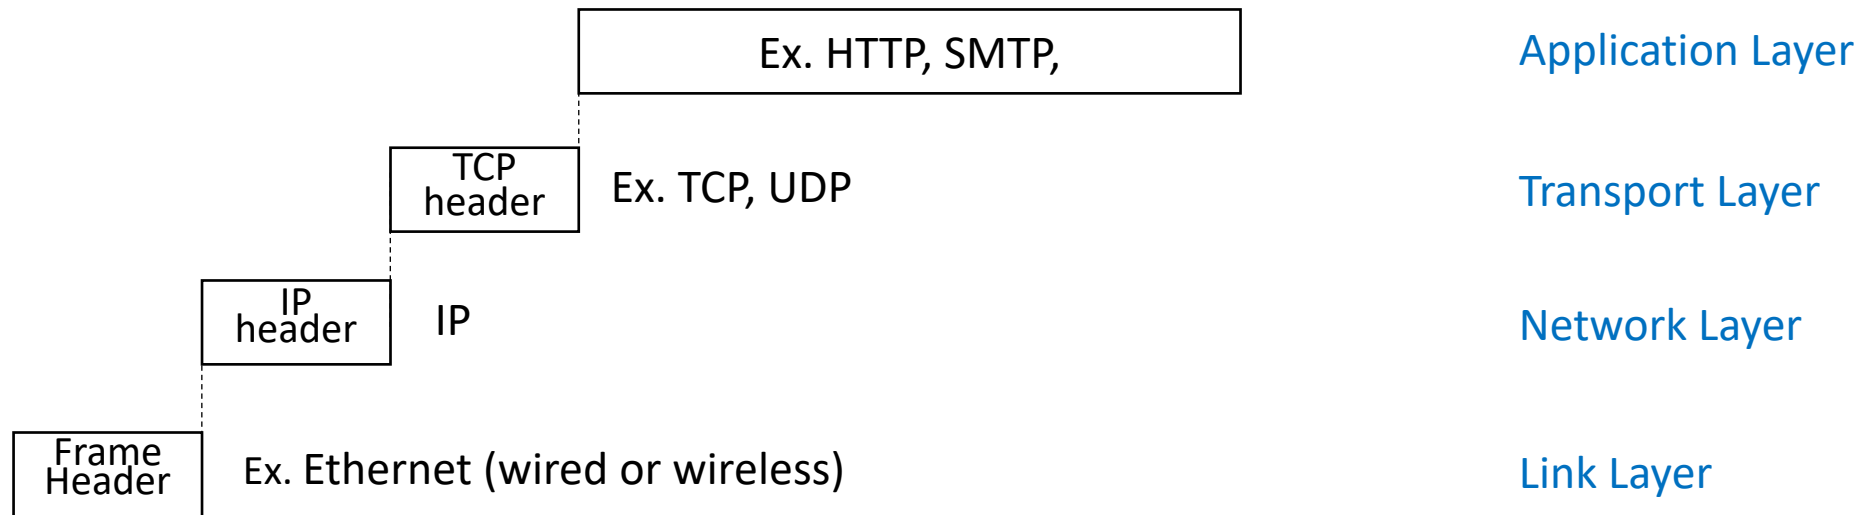 Ex. HTTP, SMTP,
Application Layer
TCP
header
Ex. TCP, UDP
Transport Layer
IP
header
IP
Network Layer
Frame
Header
Ex. Ethernet (wired or wireless)
Link Layer